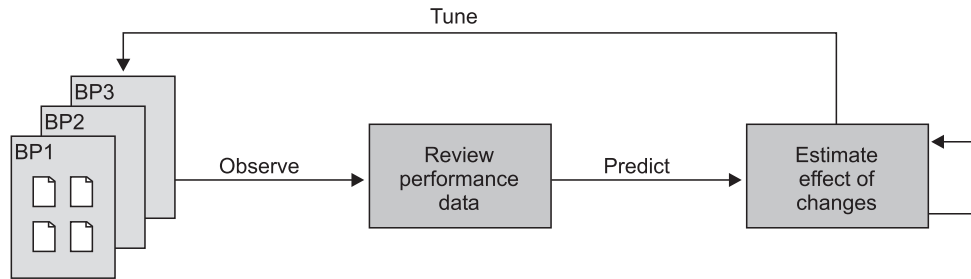 Tune
BP3
BP2
BP1
Observe
Review
performance
data
Predict
Estimate
effect of
changes